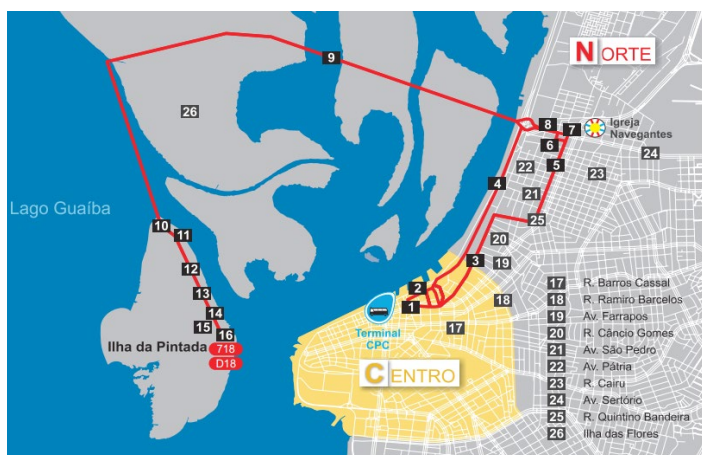 NORTE
9
8
7
Igreja
Navegantes
26
6
24
22
5
23
4
21
Lago Guaíba
25
10
11
20
3
19
12
13
2
18
14
1
15
16
Terminal
CPC
17
Ilha da Pintada
718
D18
CENTRO
17 R. Barros Cassal
18 R. Ramiro Barcelos
19 Av. Farrapos
20 R. Câncio Gomes
21 Av. São Pedro
22 Av. Pátria
23 R. Cairu
24 Av. Sertório
25 R. Quintino Bandeira
26 Ilha das Flores